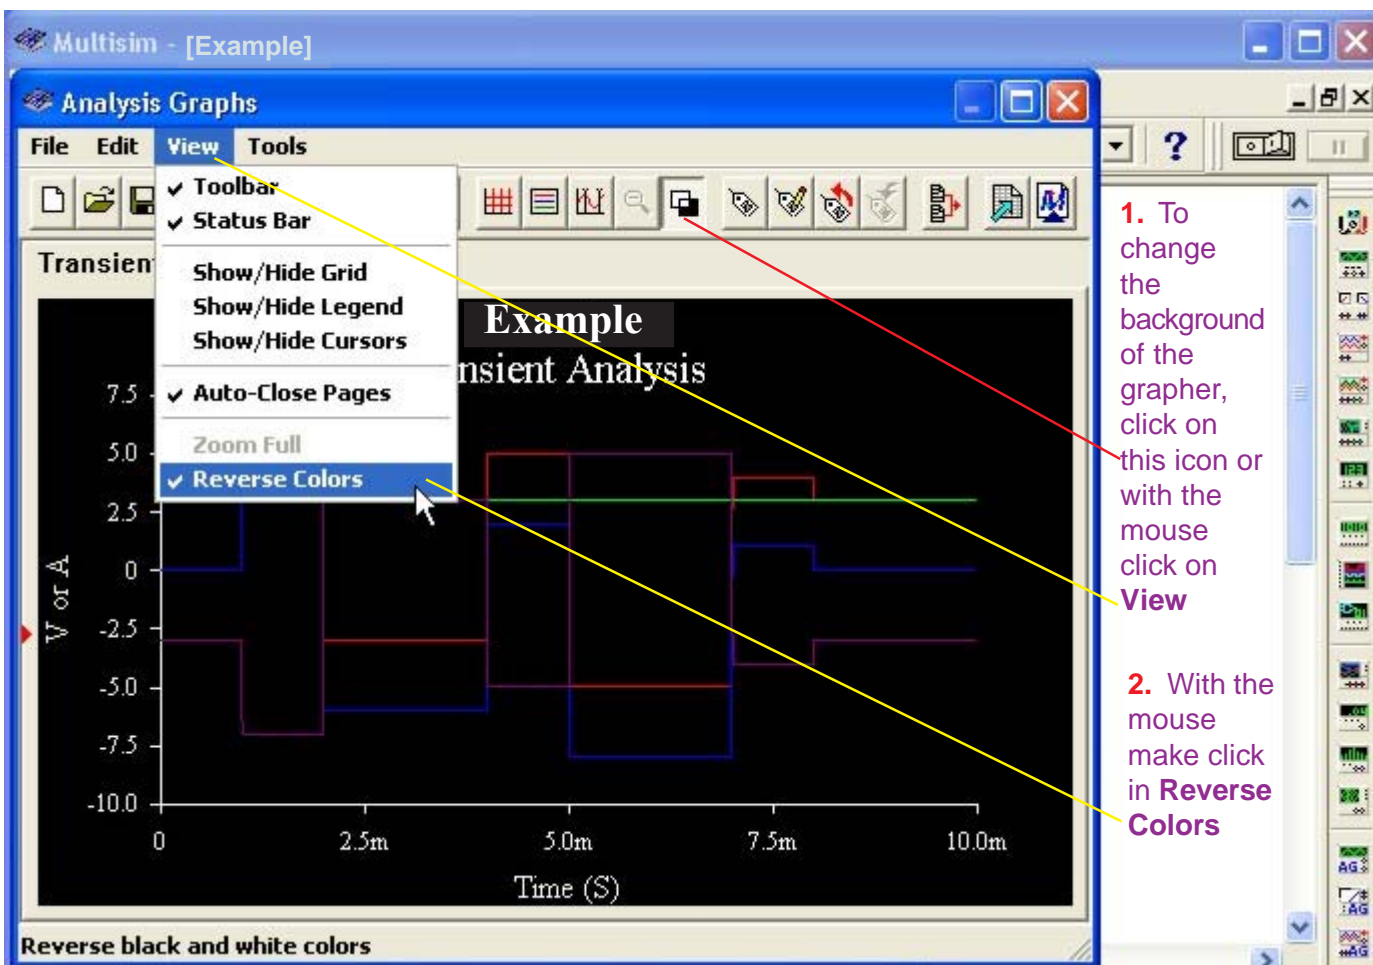 Multisim - [Example]
Analysis Graphs
File Edit View Tools
Toolbar
Status Bar
Show/Hide Grid
Show/Hide Legend
Show/Hide Cursors
Auto-Close Pages
Zoom Full
Reverse Colors
Transien
Example
nsient Analysis
7.5
5.0
2.5
0
-2.5
-5.0
-7.5
-10.0
V or A
0 2.5m 5.0m 7.5m 10.0m
Time (S)
Reverse black and white colors
1. To
change
the
background
of the
grapher,
click on
this icon or
with the
mouse
click on
View
2. With the
mouse
make click
in Reverse
Colors
AG
AG
AG